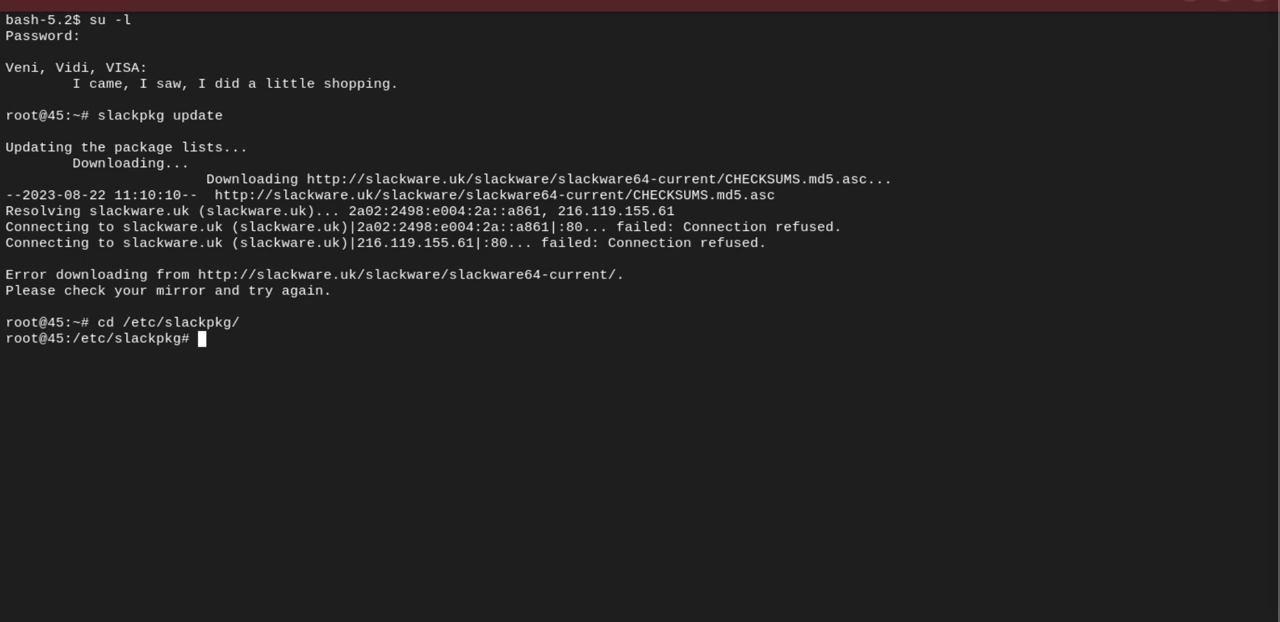 bash-5.2$ su -l
Password:
Veni, Vidi, VISA:
I came, I saw, I did a little shopping.
root@45:~# slackpkg update
Updating the package lists...
Downloading...
Downloading http://slackware.uk/slackware/slackware64-current/CHECKSUMS.md5.asc...
--2023-08-22 11:10:10--  http://slackware.uk/slackware/slackware64-current/CHECKSUMS.md5.asc
Resolving slackware.uk (slackware.uk)... 2a02:2498:e004:2a::a861, 216.119.155.61
Connecting to slackware.uk (slackware.uk)|2a02:2498:e004:2a::a861|:80... failed: Connection refused.
Connecting to slackware.uk (slackware.uk)|216.119.155.61|:80... failed: Connection refused.
Error downloading from http://slackware.uk/slackware/slackware64-current/.
Please check your mirror and try again.
root@45:~# cd /etc/slackpkg/
root@45:/etc/slackpkg#